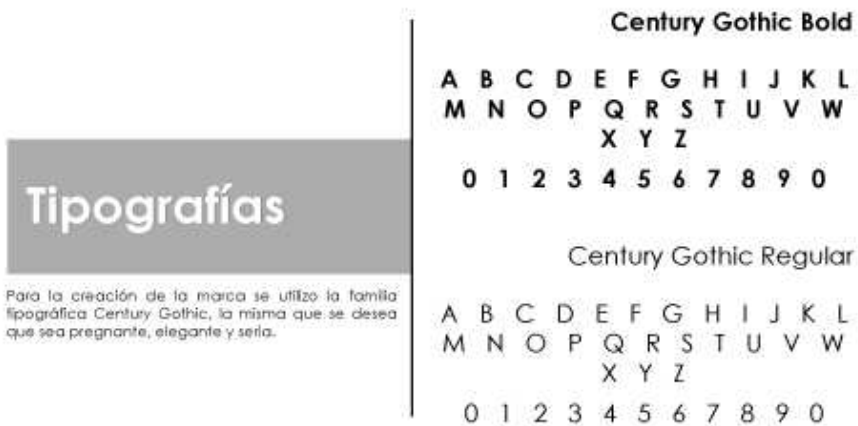 Tipografías
Para la creación de la marca se utilizo la familia
tipográfica Century Gothic, la misma que se desea
que sea pregnante, elegante y seria.
Century Gothic Bold
A B C D E F G H I J K L
M N O P Q R S T U V W
X Y Z
0 1 2 3 4 5 6 7 8 9 0
Century Gothic Regular
A B C D E F G H I J K L
M N O P Q R S T U V W
X Y Z
0 1 2 3 4 5 6 7 8 9 0